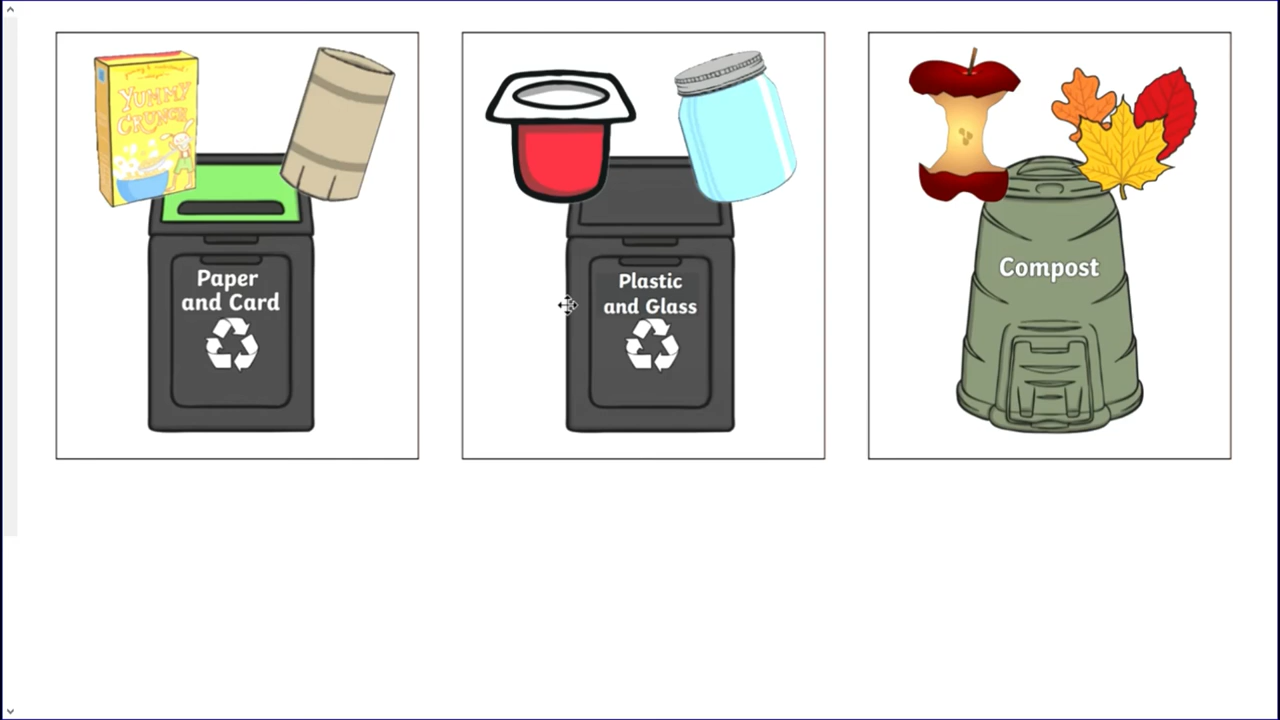 YUMMY
CRUNCH
Paper
and Card
Plastic
and Glass
Compost